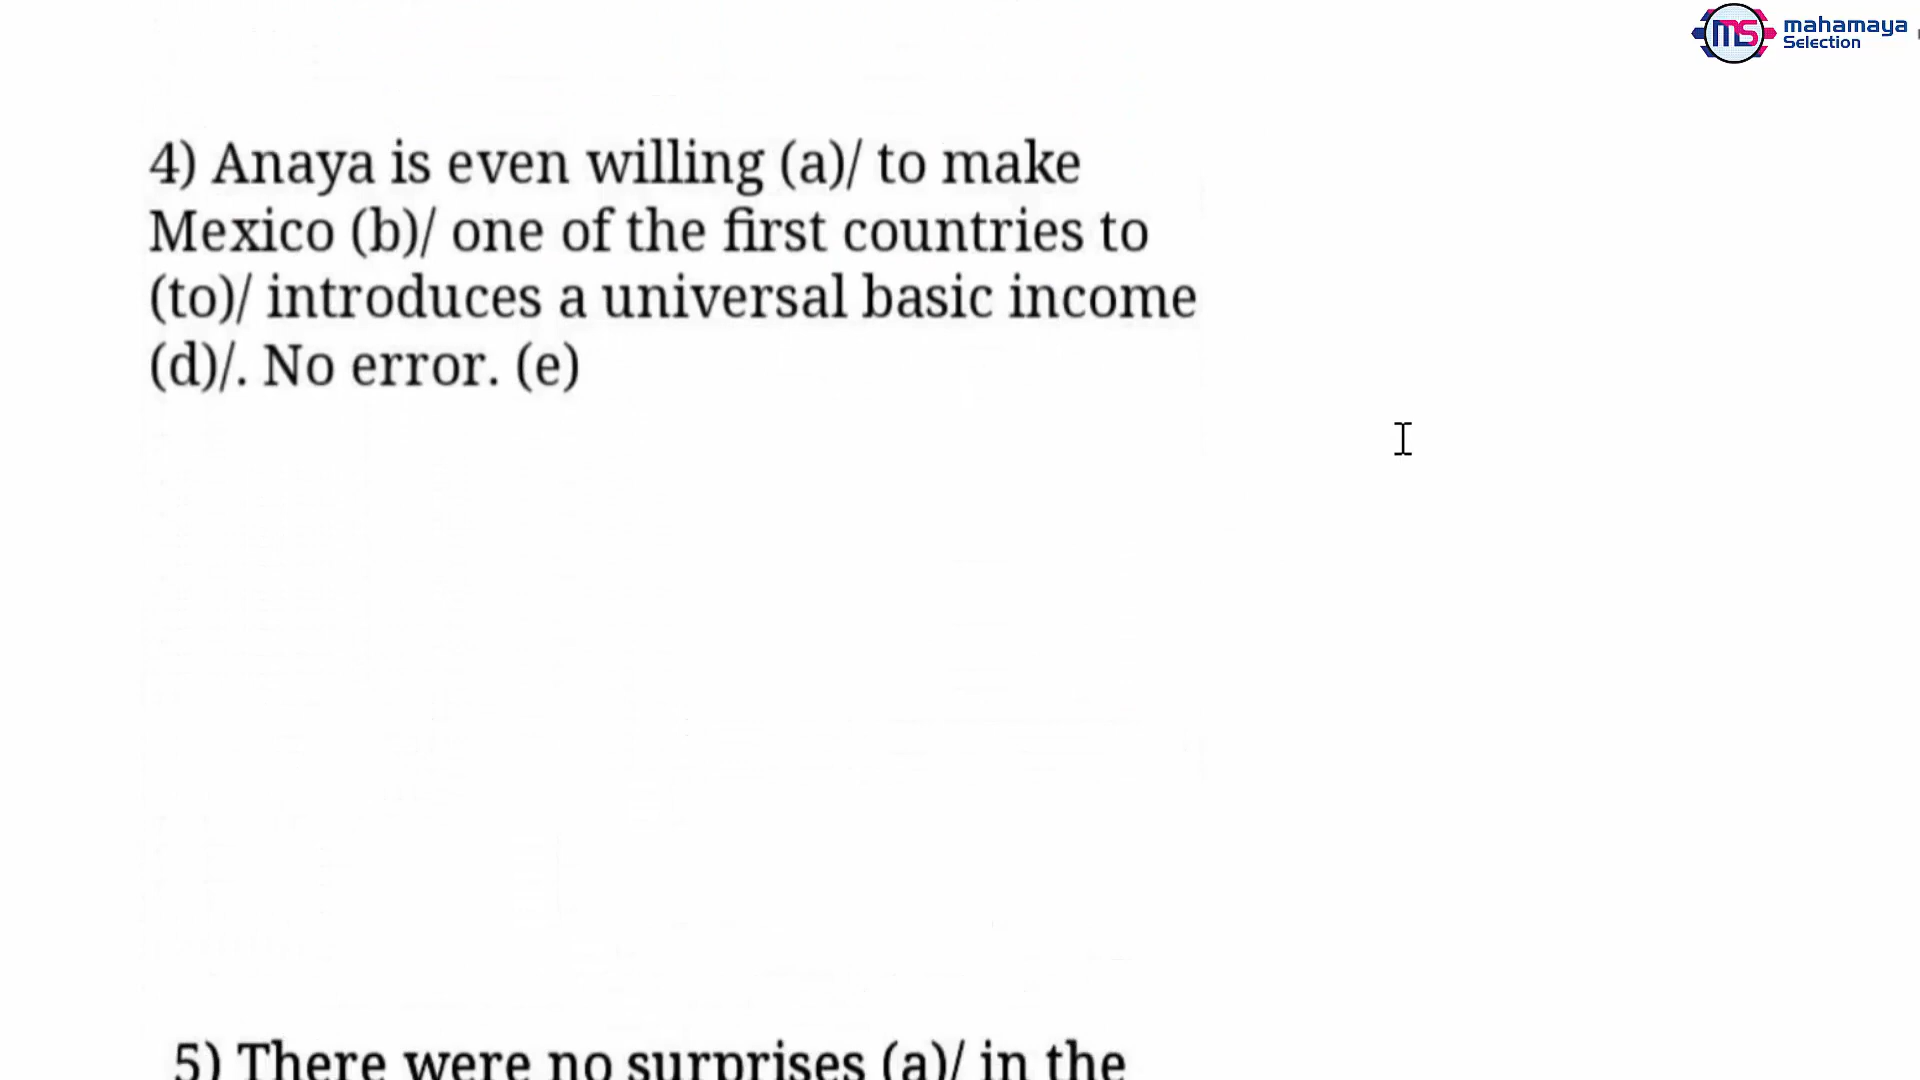 MS mahamaya
Selection
4) Anaya is even willing (a)/ to make
Mexico (b)/ one of the first countries to
(to)/ introduces a universal basic income
(d)/. No error. (e)
5) There were no surprises (a)/ in the